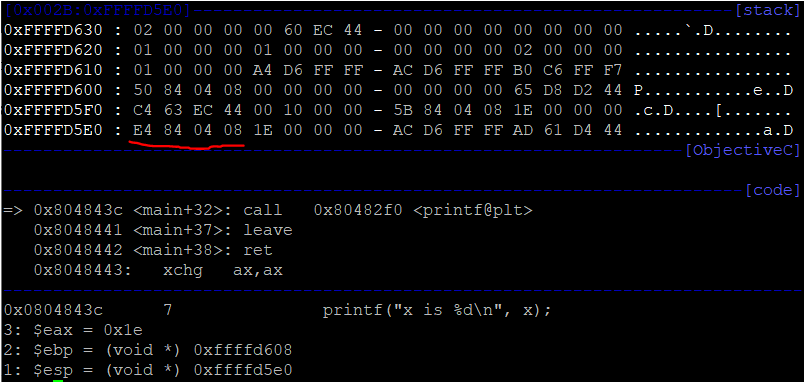 [0x002B:0xFFFFD5E0]------------------------------------------------------[stack]
0xFFFFD630 : 02 00 00 00 00 60 EC 44 - 00 00 00 00 00 00 00 00 .....`.D........
0xFFFFD620 : 01 00 00 00 01 00 00 00 - 00 00 00 00 02 00 00 00 ................
0xFFFFD610 : 01 00 00 00 A4 D6 FF FF - AC D6 FF FF B0 C6 FF F7 ................
0xFFFFD600 : 50 84 04 08 00 00 00 00 - 00 00 00 00 65 D8 D2 44 P...........e..D
0xFFFFD5F0 : C4 63 EC 44 00 10 00 00 - 5B 84 04 08 1E 00 00 00 .c.D....[.......
0xFFFFD5E0 : E4 84 04 08 1E 00 00 00 - AC D6 FF FF AD 61 D4 44 .............a.D
--------------------------------------------------------------------[ObjectiveC]
--------------------------------------------------------------------------[code]
=> 0x804843c <main+32>: call   0x80482f0 <printf@plt>
0x8048441 <main+37>: leave
0x8048442 <main+38>: ret
0x8048443:   xchg   ax,ax
--------------------------------------------------------------------------------
0x0804843c      7               printf("x is %d\n", x);
3: $eax = 0x1e
2: $ebp = (void *) 0xffffd608
1: $esp = (void *) 0xffffd5e0